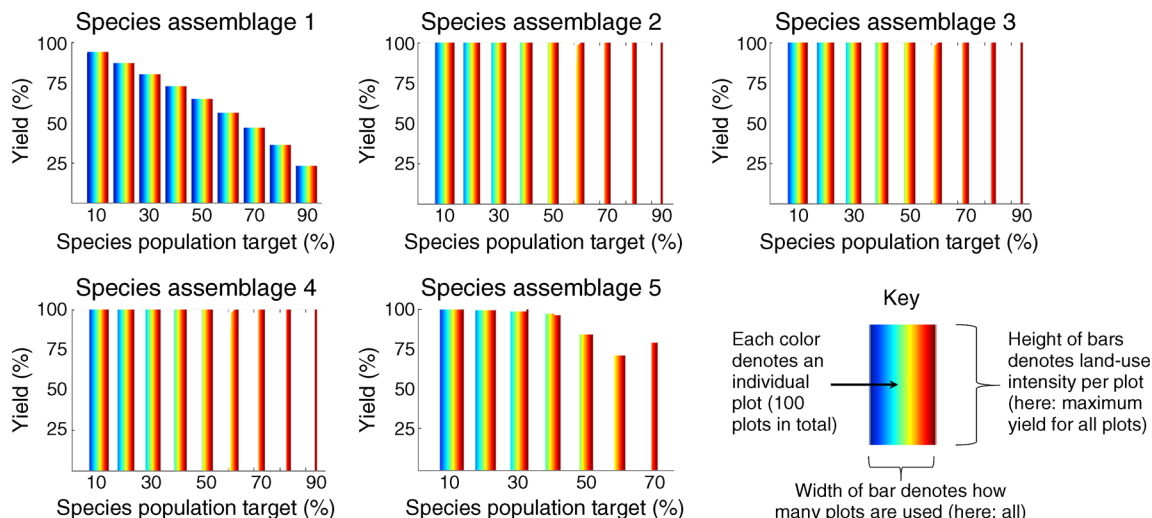 Species assemblage 1
100
75
50
25
Yield (%)
10 30 50 70 90
Species population target (%)
Species assemblage 2
100
75
50
25
Yield (%)
10 30 50 70 90
Species population target (%)
Species assemblage 3
100
75
50
25
Yield (%)
10 30 50 70 90
Species population target (%)
Species assemblage 4
100
75
50
25
Yield (%)
10 30 50 70 90
Species population target (%)
Species assemblage 5
100
75
50
25
Yield (%)
10 30 50 70
Species population target (%)
Key
Each color
denotes an
individual
plot (100
plots in total)
Height of bars
denotes land-use
intensity per plot
(here: maximum
yield for all plots)
Width of bar denotes how
many plots are used (here: all)